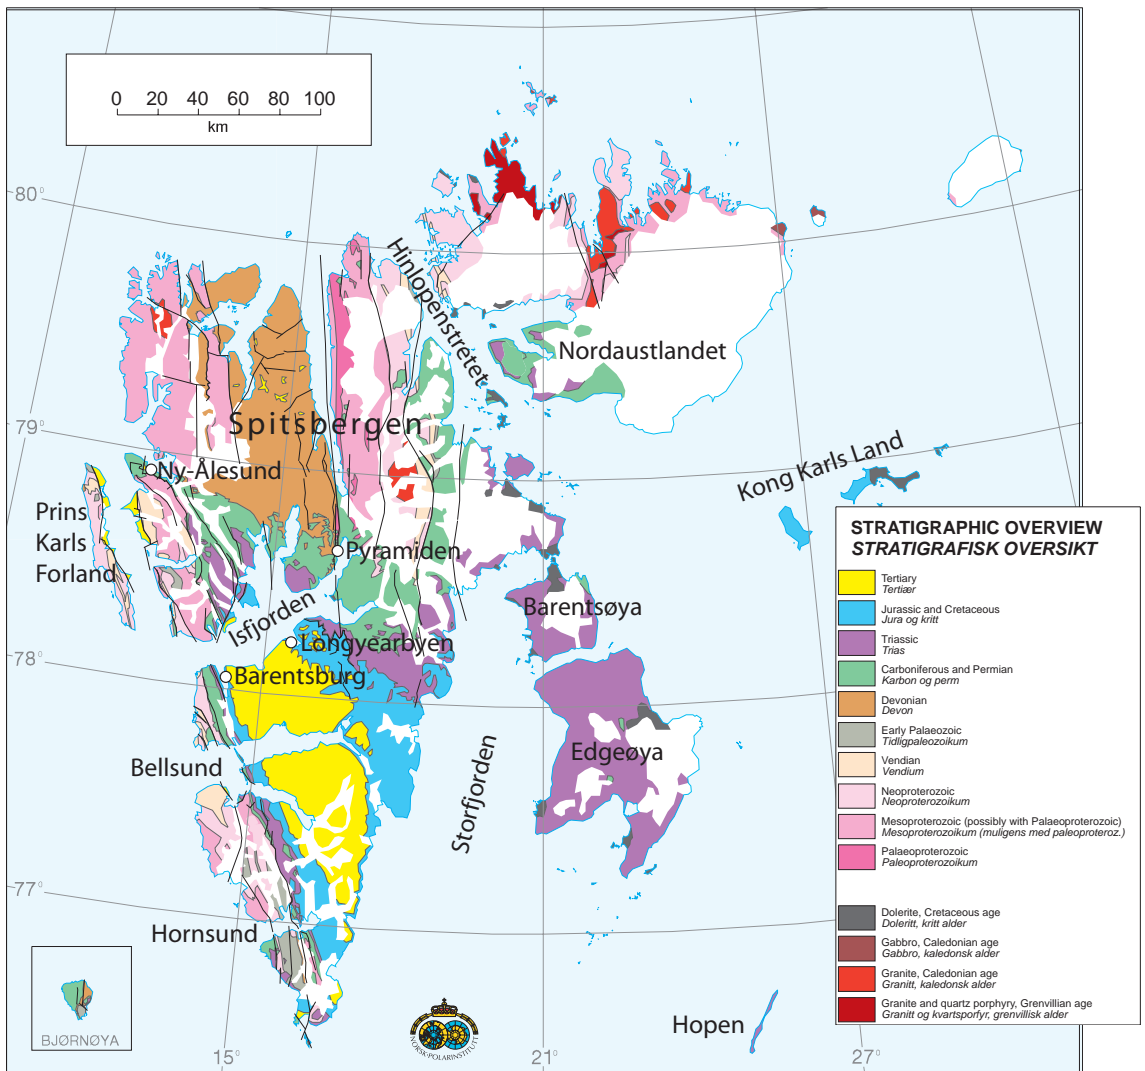 0 20 40 60 80 100
km
80°
Hinlopenstretet
Nordaustlandet
79°
Spitsbergen
Kong Karls Land
Ny-Ålesund
Prins
Karls
Forland
Pyramiden
Isfjorden
Barentsøya
78°
Longyearbyen
Barentsburg
Bellsund
Storfjorden
Edgeøya
77°
Hornsund
Hopen
BJØRNØYA
NORSK-POLARINSTITUTT
15°
21°
27°
STRATIGRAPHIC OVERVIEW
STRATIGRAFISK OVERSIKT
Tertiary
Tertiær
Jurassic and Cretaceous
Jura og kritt
Triassic
Trias
Carboniferous and Permian
Karbon og perm
Devonian
Devon
Early Palaeozoic
Tidligpaleozoikum
Vendian
Vendium
Neoproterozoic
Neoproterozoikum
Mesoproterozoic (possibly with Palaeoproterozoic)
Mesoproterozoikum (muligens med paleoproteroz.)
Palaeoproterozoic
Paleoproterozoikum
Dolerite, Cretaceous age
Doleritt, kritt alder
Gabbro, Caledonian age
Gabbro, kaledonsk alder
Granite, Caledonian age
Granitt, kaledonsk alder
Granite and quartz porphyry, Grenvillian age
Granitt og kvartsporfyr, grenvillisk alder